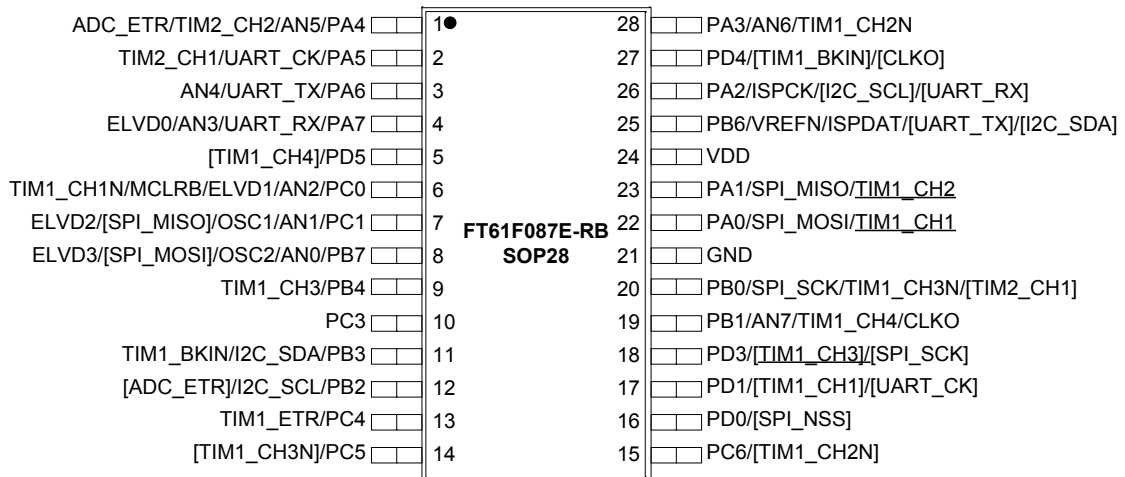 ADC_ETR/TIM2_CH2/AN5/PA4 1 28 PA3/AN6/TIM1_CH2N
TIM2_CH1/UART_CK/PA5 2 27 PD4/[TIM1_BKIN]/[CLKO]
AN4/UART_TX/PA6 3 26 PA2/ISPCK/[I2C_SCL]/[UART_RX]
ELVD0/AN3/UART_RX/PA7 4 25 PB6/VREFN/ISPDAT/[UART_TX]/[I2C_SDA]
[TIM1_CH4]/PD5 5 24 VDD
TIM1_CH1N/MCLRB/ELVD1/AN2/PC0 6 23 PA1/SPI_MISO/TIM1_CH2
ELVD2/[SPI_MISO]/OSC1/AN1/PC1 7 FT61F087E-RB 22 PA0/SPI_MOSI/TIM1_CH1
ELVD3/[SPI_MOSI]/OSC2/AN0/PB7 8 SOP28 21 GND
TIM1_CH3/PB4 9 20 PB0/SPI_SCK/TIM1_CH3N/[TIM2_CH1]
PC3 10 19 PB1/AN7/TIM1_CH4/CLKO
TIM1_BKIN/I2C_SDA/PB3 11 18 PD3/[TIM1_CH3]/[SPI_SCK]
[ADC_ETR]/I2C_SCL/PB2 12 17 PD1/[TIM1_CH1]/[UART_CK]
TIM1_ETR/PC4 13 16 PD0/[SPI_NSS]
[TIM1_CH3N]/PC5 14 15 PC6/[TIM1_CH2N]